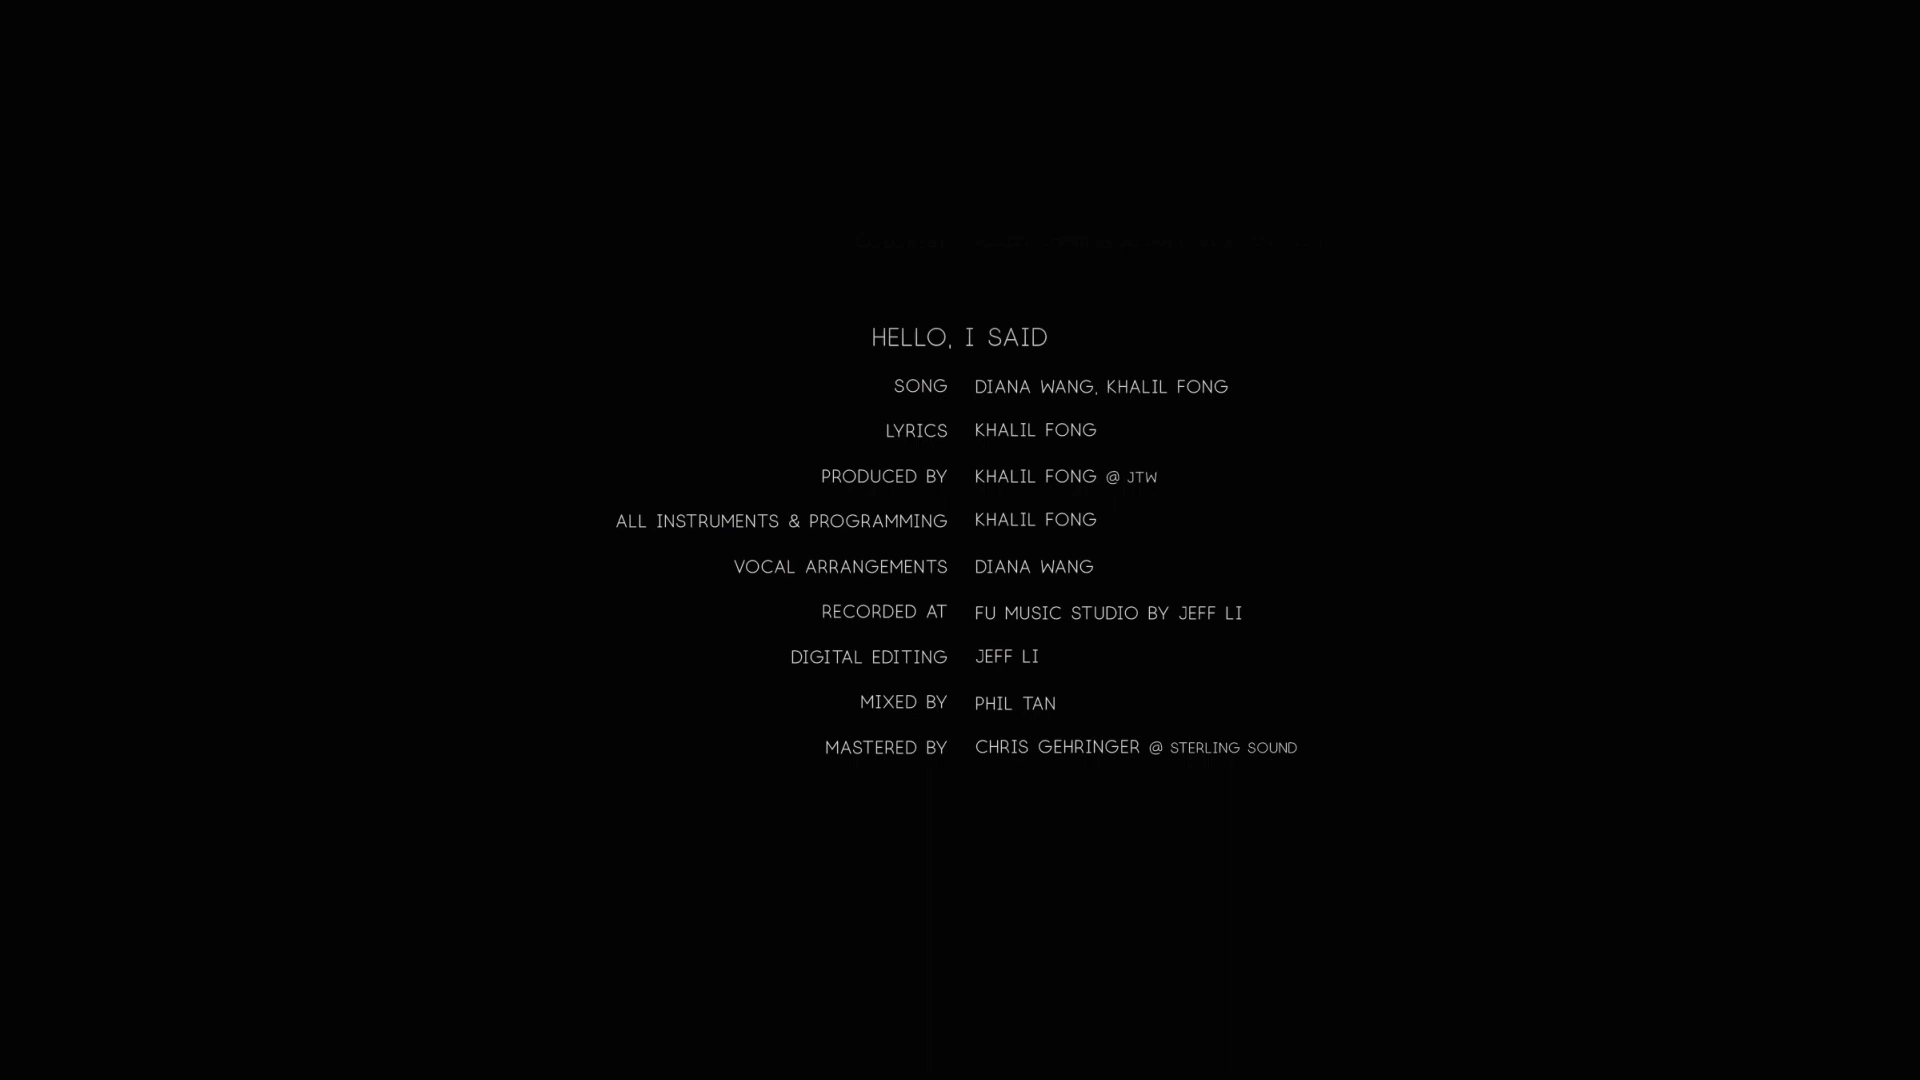 HELLO, I SAID
SONG DIANA WANG, KHALIL FONG
LYRICS KHALIL FONG
PRODUCED BY KHALIL FONG @ JTW
ALL INSTRUMENTS & PROGRAMMING KHALIL FONG
VOCAL ARRANGEMENTS DIANA WANG
RECORDED AT FU MUSIC STUDIO BY JEFF LI
DIGITAL EDITING JEFF LI
MIXED BY PHIL TAN
MASTERED BY CHRIS GEHRINGER @ STERLING SOUND